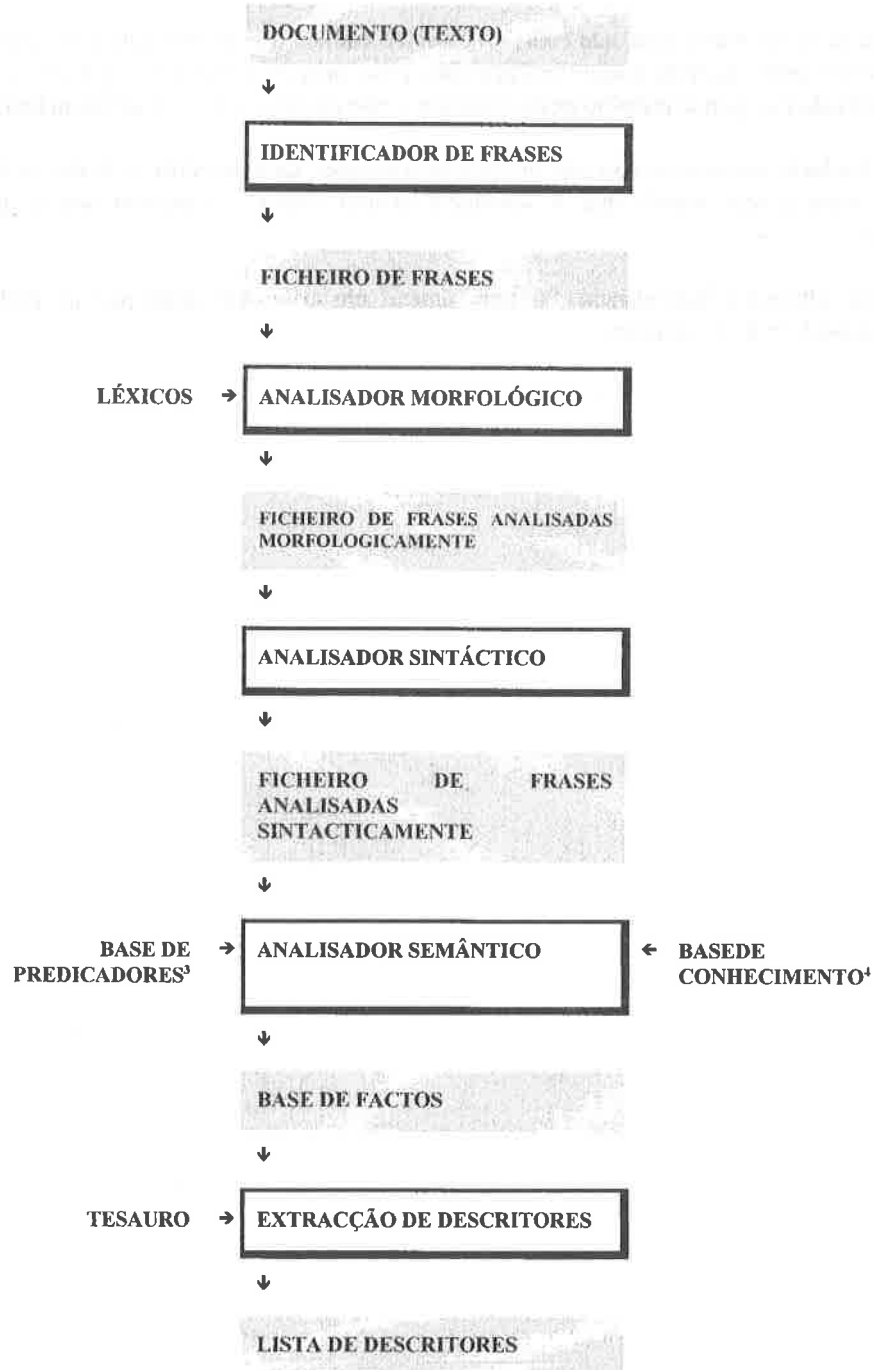 DOCUMENTO (TEXTO)
↓
IDENTIFICADOR DE FRASES
↓
FICHEIRO DE FRASES
↓
LÉXICOS → ANALISADOR MORFOLÓGICO
↓
FICHEIRO DE FRASES ANALISADAS
MORFOLOGICAMENTE
↓
ANALISADOR SINTÁCTICO
↓
FICHEIRO DE FRASES
ANALISADAS
SINTACTICAMENTE
↓
BASE DE → ANALISADOR SEMÂNTICO ← BASEDE
PREDICADORES³ CONHECIMENTO⁴
↓
BASE DE FACTOS
↓
TESAURO → EXTRACÇÃO DE DESCRITORES
↓
LISTA DE DESCRITORES